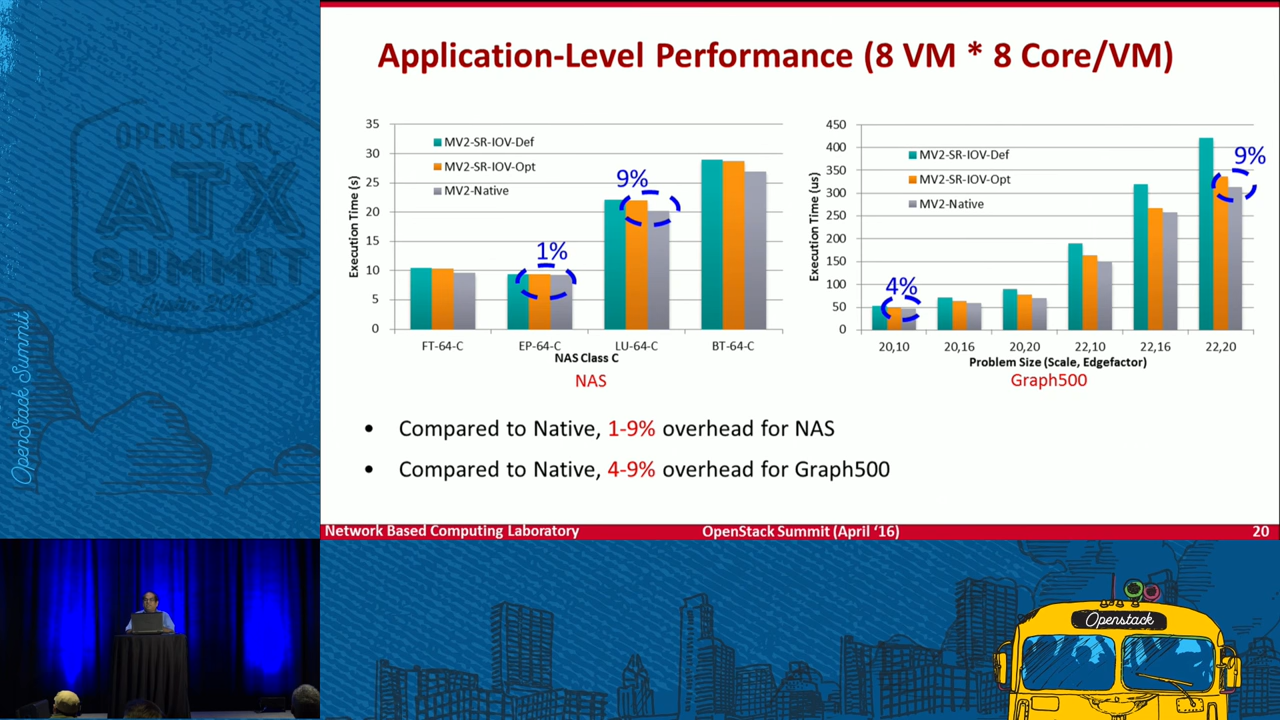 Application-Level Performance (8 VM * 8 Core/VM)
35
30
25
20
15
10
5
0
Execution Time (s)
MV2-SR-IOV-Def
MV2-SR-IOV-Opt
MV2-Native
1%
9%
FT-64-C EP-64-C LU-64-C BT-64-C
NAS Class C
NAS
450
400
350
300
250
200
150
100
50
0
Execution Time (us)
MV2-SR-IOV-Def
MV2-SR-IOV-Opt
MV2-Native
4%
9%
20,10 20,16 20,20 22,10 22,16 22,20
Problem Size (Scale, Edgefactor)
Graph500
• Compared to Native, 1-9% overhead for NAS
• Compared to Native, 4-9% overhead for Graph500
Network Based Computing Laboratory OpenStack Summit (April ‘16) 20
OPENSTACK
ATX
SUMMIT
OpenStack Summit
Openstack